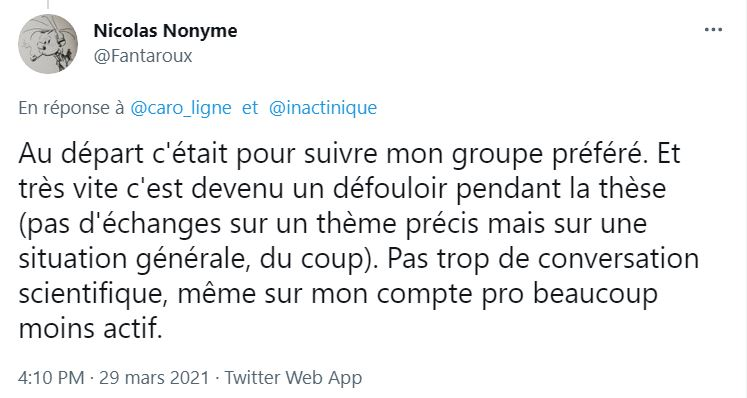 Nicolas Nonyme
@Fantaroux
En réponse à @caro_ligne et @inactinique
Au départ c'était pour suivre mon groupe préféré. Et
très vite c'est devenu un défouloir pendant la thèse
(pas d'échanges sur un thème précis mais sur une
situation générale, du coup). Pas trop de conversation
scientifique, même sur mon compte pro beaucoup
moins actif.
4:10 PM · 29 mars 2021 · Twitter Web App